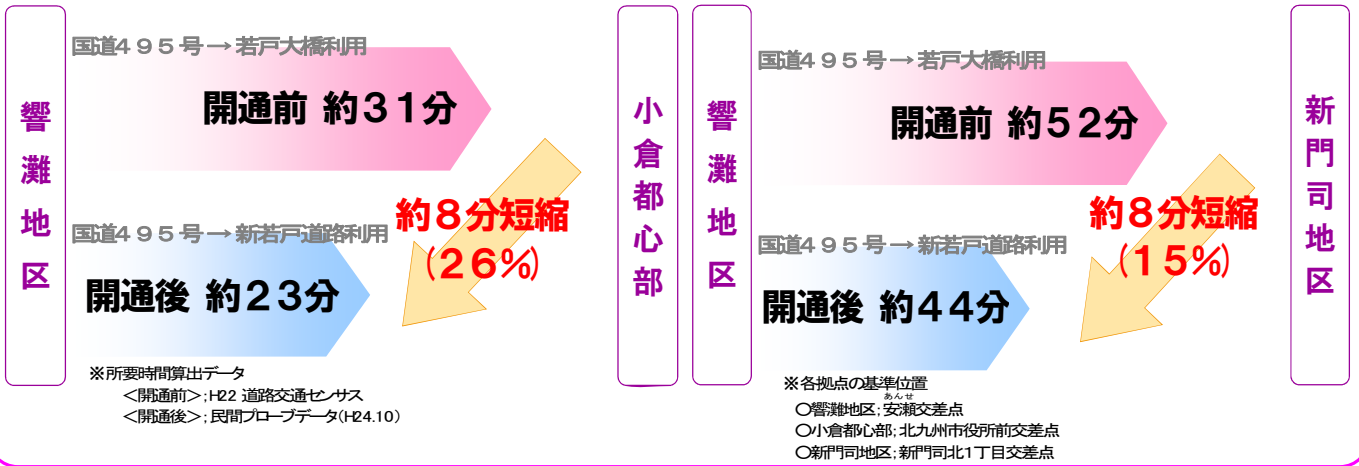 響灘地区
国道４９５号→若戸大橋利用
開通前 約３１分
約８分短縮
(２６%)
国道４９５号→新若戸道路利用
開通後 約２３分
小倉都心部
※所要時間算出データ
＜開通前＞;H22 道路交通センサス
＜開通後＞;民間プローブデータ(H24.10)
響灘地区
国道４９５号→若戸大橋利用
開通前 約５２分
約８分短縮
(１５%)
国道４９５号→新若戸道路利用
開通後 約４４分
新門司地区
※各拠点の基準位置
あんせ
○響灘地区;安瀬交差点
○小倉都心部;北九州市役所前交差点
○新門司地区;新門司北1丁目交差点